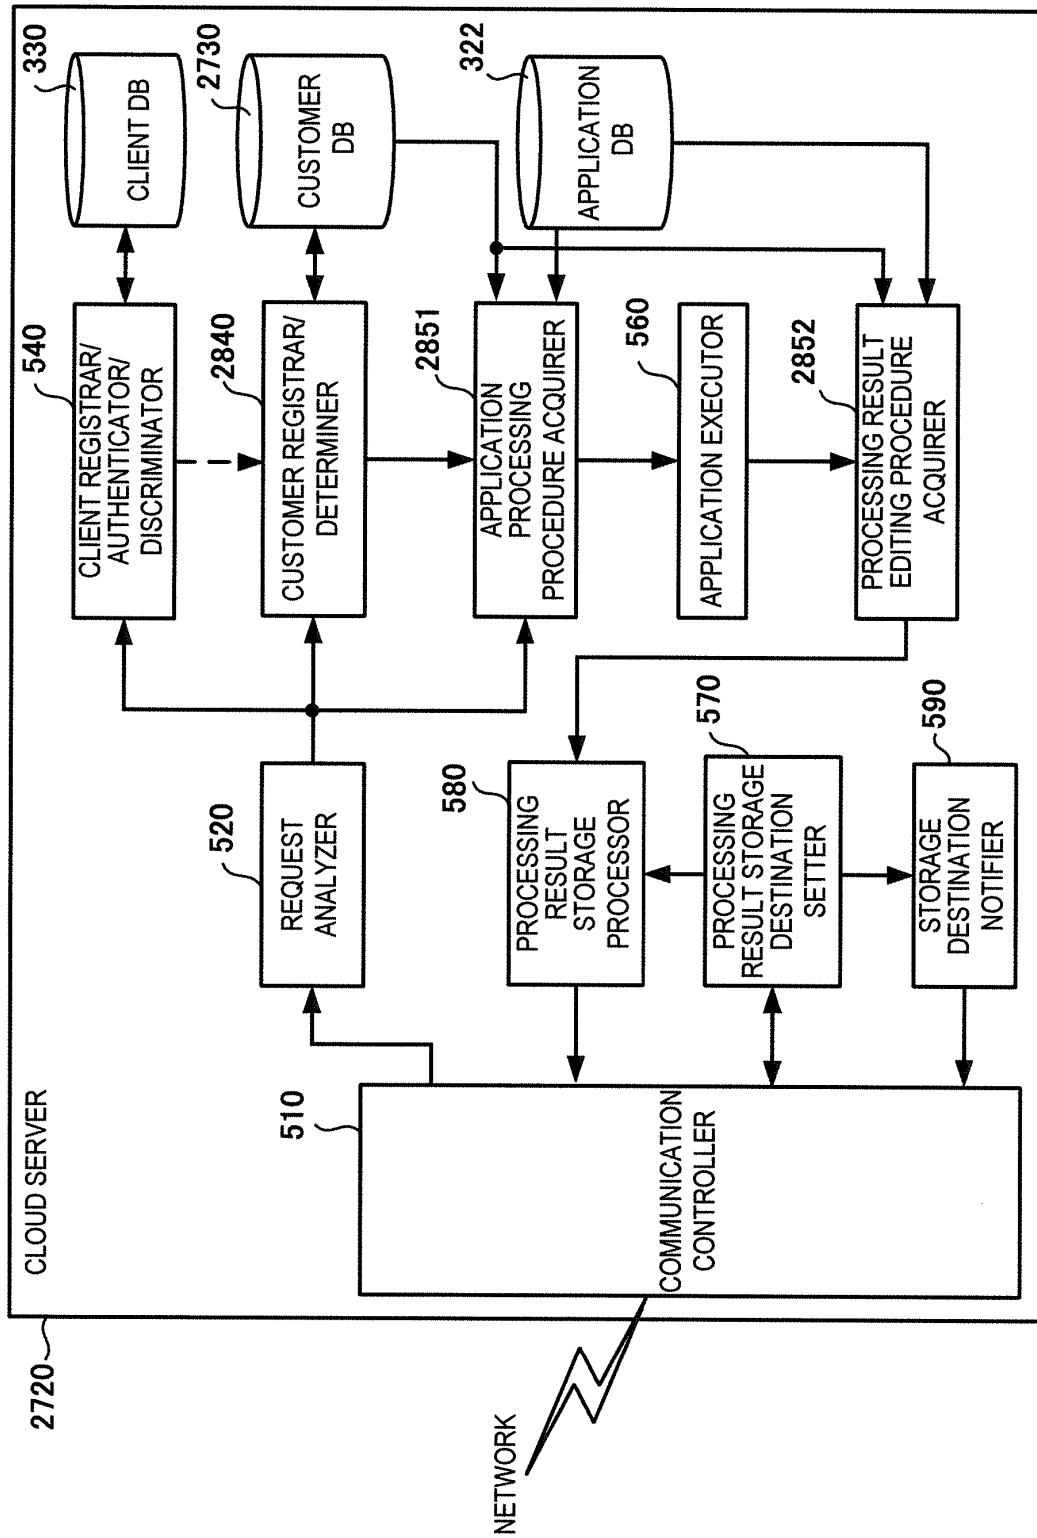 2720
CLOUD SERVER
NETWORK
510
COMMUNICATION
CONTROLLER
520
REQUEST
ANALYZER
540
CLIENT REGISTRAR/
AUTHENTICATOR/
DISCRIMINATOR
330
CLIENT DB
2840
CUSTOMER REGISTRAR/
DETERMINER
2730
CUSTOMER
DB
2851
APPLICATION
PROCESSING
PROCEDURE ACQUIRER
322
APPLICATION
DB
560
APPLICATION EXECUTOR
2852
PROCESSING RESULT
EDITING PROCEDURE
ACQUIRER
580
PROCESSING
RESULT
STORAGE
PROCESSOR
570
PROCESSING
RESULT STORAGE
DESTINATION
SETTER
590
STORAGE
DESTINATION
NOTIFIER